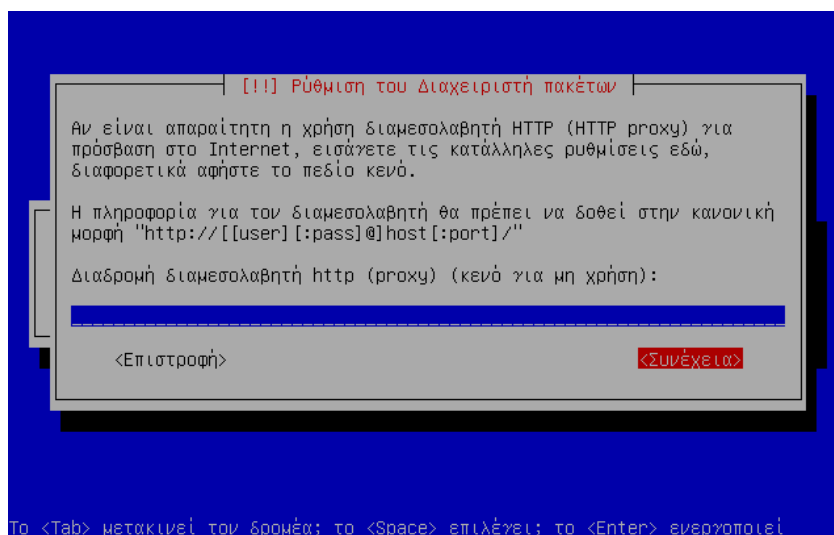 [!!] Ρύθμιση του Διαχειριστή πακέτων
Αν είναι απαραίτητη η χρήση διαμεσολαβητή HTTP (HTTP proxy) για
πρόσβαση στο Internet, εισάγετε τις κατάλληλες ρυθμίσεις εδώ,
διαφορετικά αφήστε το πεδίο κενό.
Η πληροφορία για τον διαμεσολαβητή θα πρέπει να δοθεί στην κανονική
μορφή "http://[[user][:pass]@]host[:port]/"
Διαδρομή διαμεσολαβητή http (proxy) (κενό για μη χρήση):
<Επιστροφή> <Συνέχεια>
Το <Tab> μετακινεί τον δρομέα; το <Space> επιλέγει; το <Enter> ενεργοποιεί